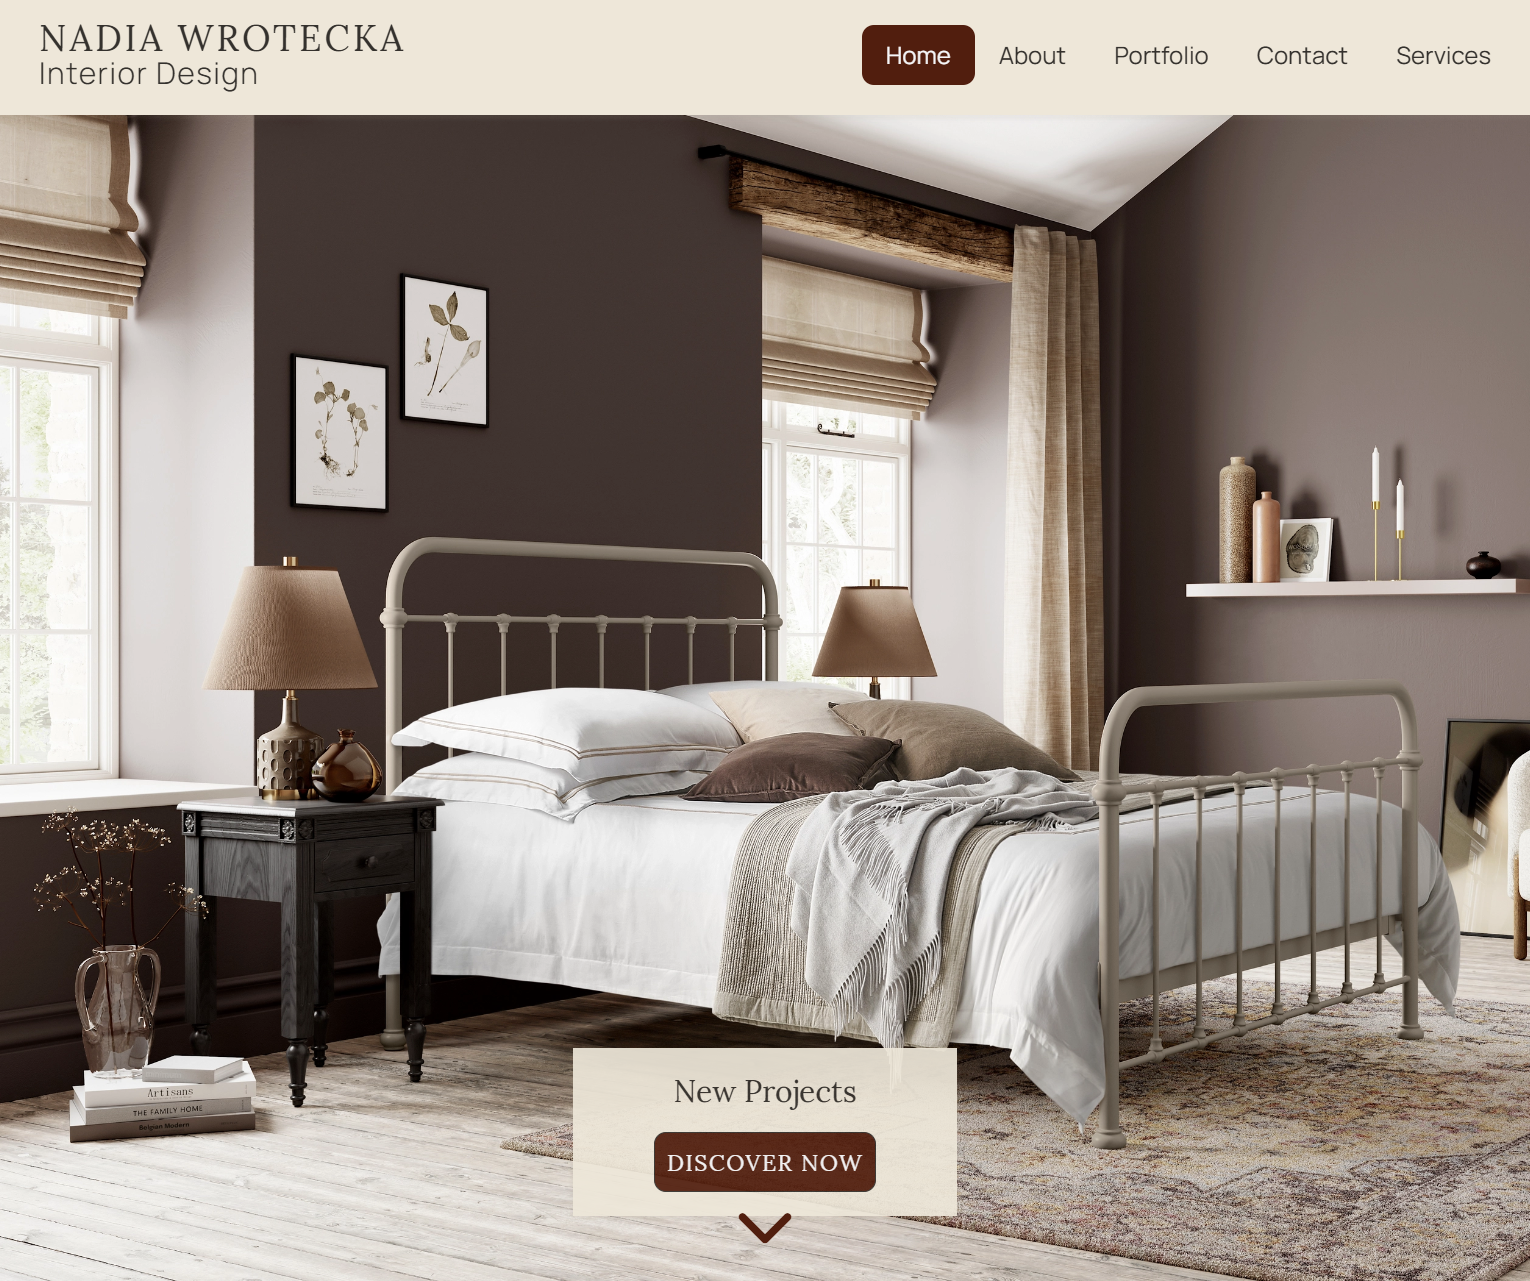 NADIA WROTECKA
Interior Design
Home
About
Portfolio
Contact
Services
Artisans
THE FAMILY HOME
Belgian Modern
New Projects
DISCOVER NOW